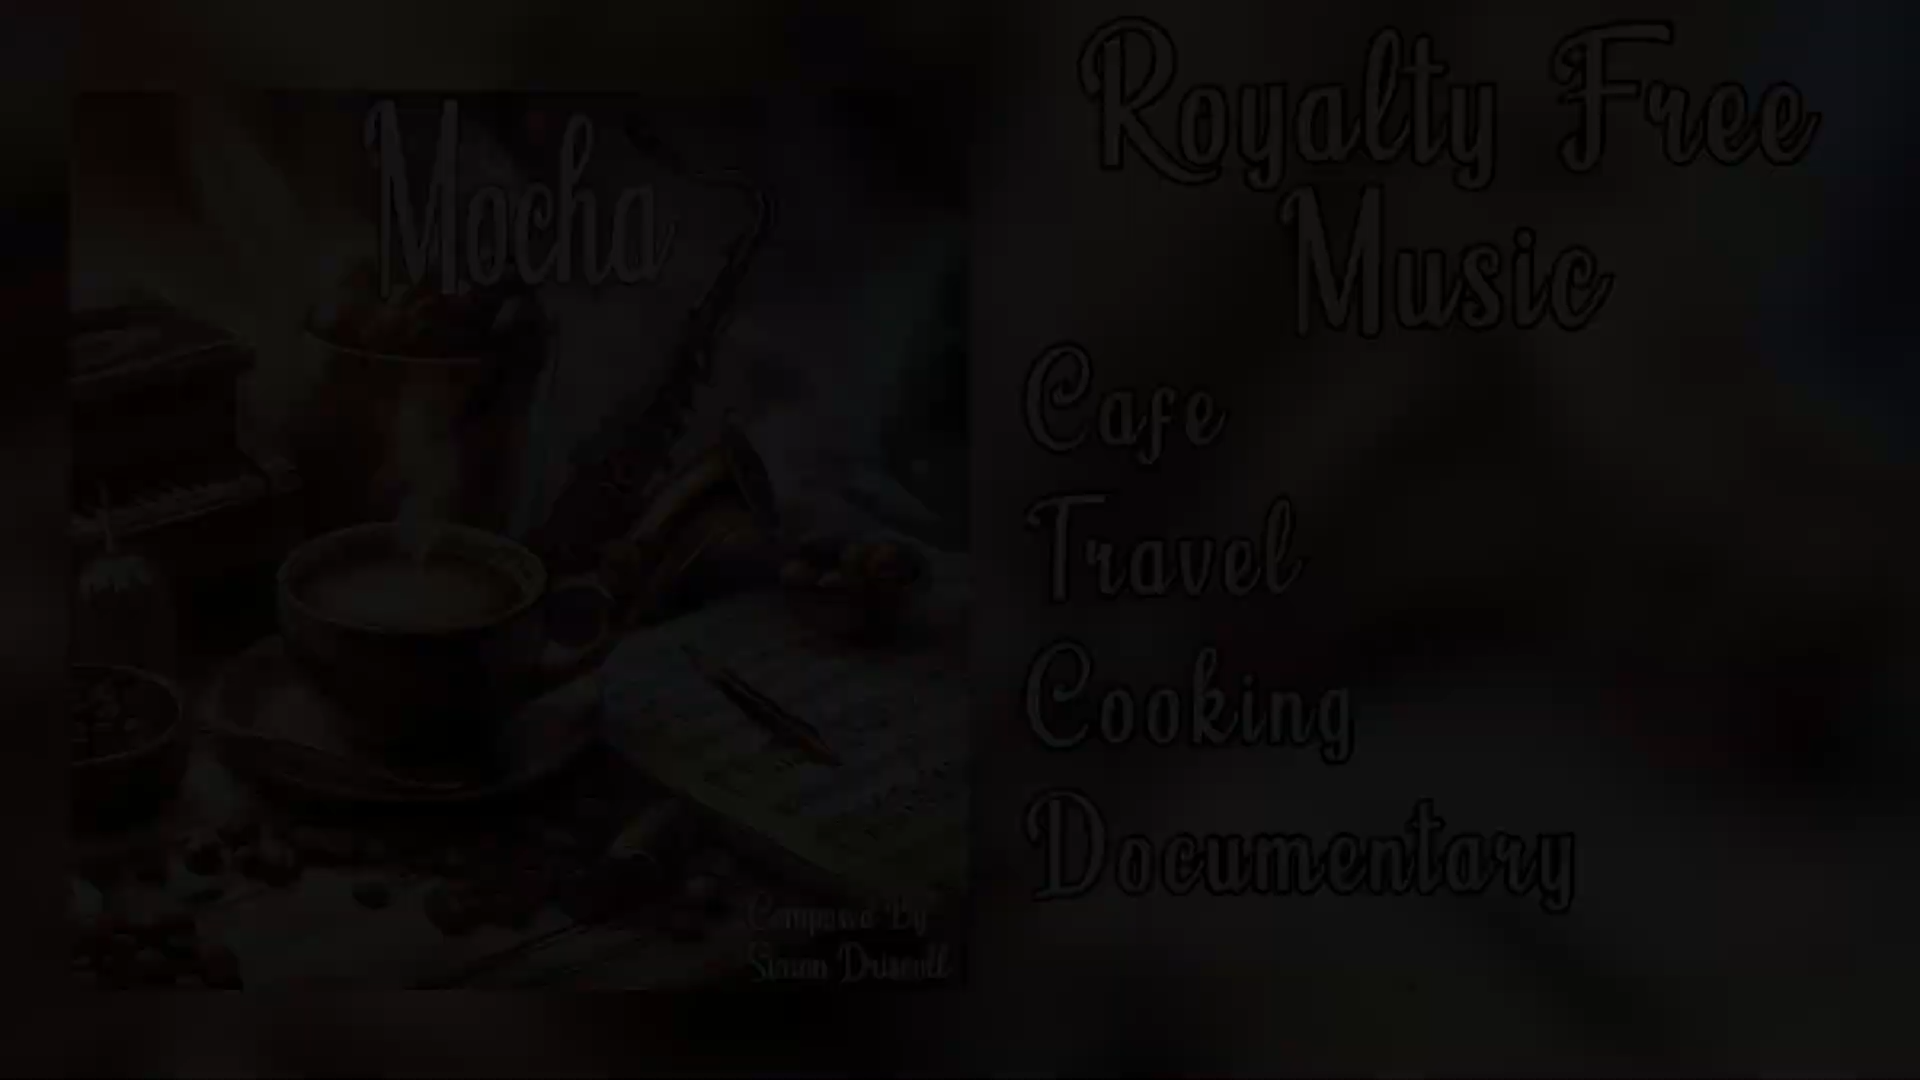 Mocha
Composed By
Simon Driscoll
Royalty Free
Music
Cafe
Travel
Cooking
Documentary